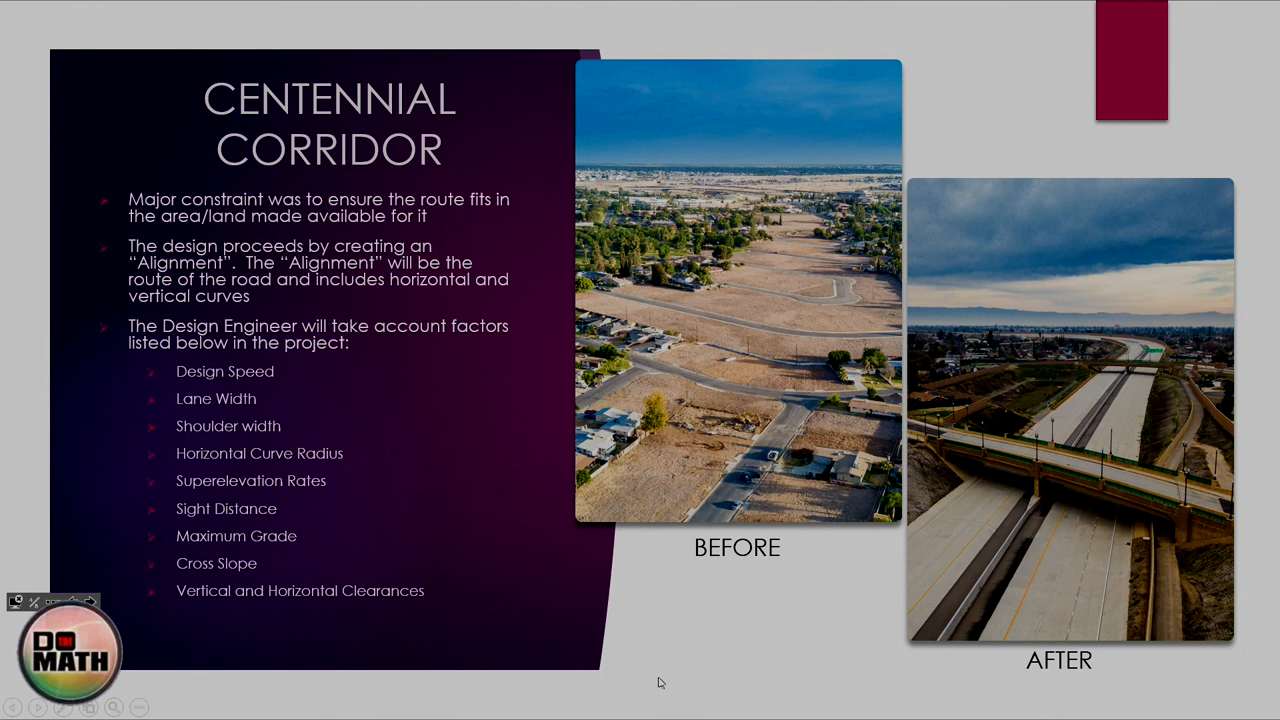 CENTENNIAL
CORRIDOR
Major constraint was to ensure the route fits in
the area/land made available for it
The design proceeds by creating an
“Alignment”.  The “Alignment” will be the
route of the road and includes horizontal and
vertical curves
The Design Engineer will take account factors
listed below in the project:
Design Speed
Lane Width
Shoulder width
Horizontal Curve Radius
Superelevation Rates
Sight Distance
Maximum Grade
Cross Slope
Vertical and Horizontal Clearances
BEFORE
AFTER
DO THE
MATH